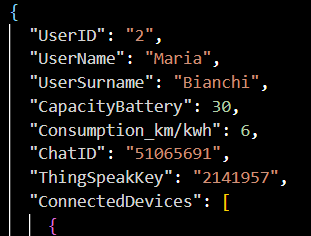 {
"UserID": "2",
"UserName": "Maria",
"UserSurname": "Bianchi",
"CapacityBattery": 30,
"Consumption_km/kwh": 6,
"ChatID": "51065691",
"ThingSpeakKey": "2141957",
"ConnectedDevices": [
{